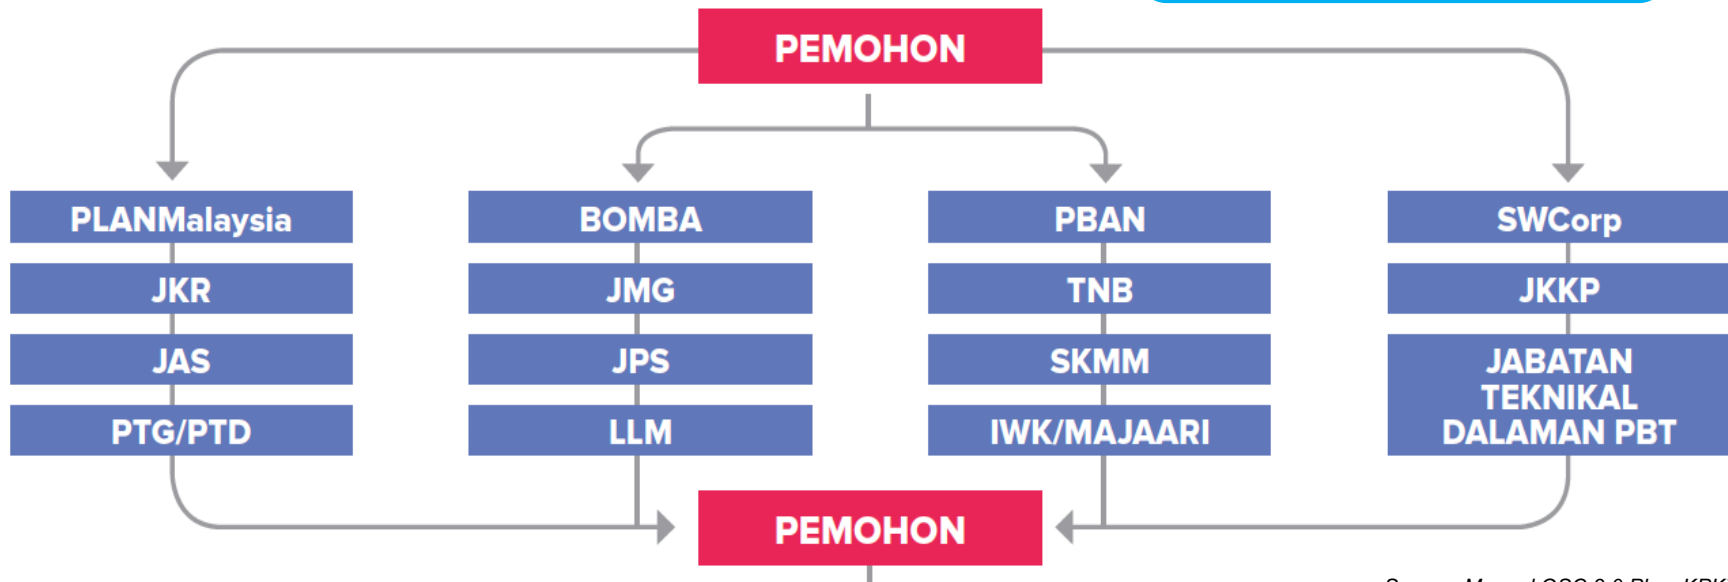 PEMOHON
PLANMalaysia
JKR
JAS
PTG/PTD
BOMBA
JMG
JPS
LLM
PBAN
TNB
SKMM
IWK/MAJAARI
SWCorp
JKKP
JABATAN
TEKNIKAL
DALAMAN PBT
PEMOHON